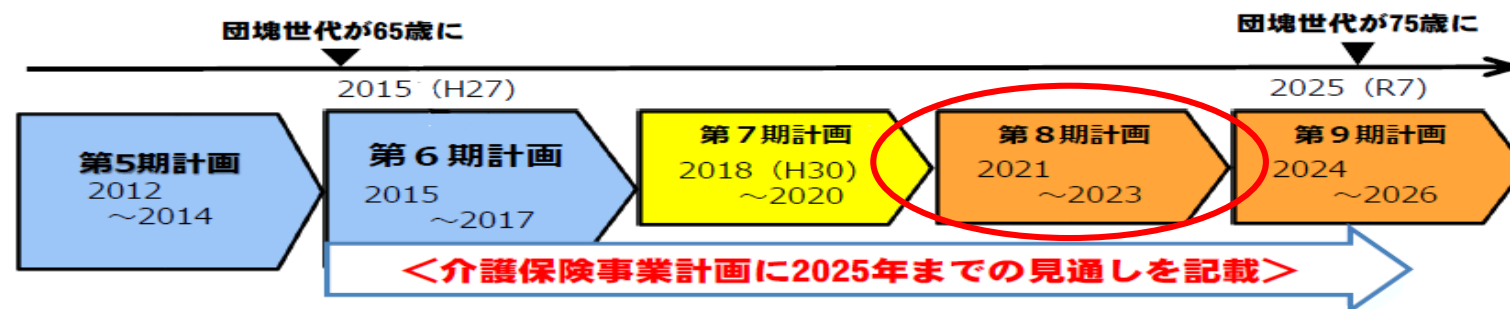 団塊世代が65歳に
団塊世代が75歳に
2015 (H27)
2025 (R7)
第5期計画
2012
～2014
第６期計画
2015
～2017
第７期計画
2018 (H30)
～2020
第８期計画
2021
～2023
第９期計画
2024
～2026
＜介護保険事業計画に2025年までの見通しを記載＞